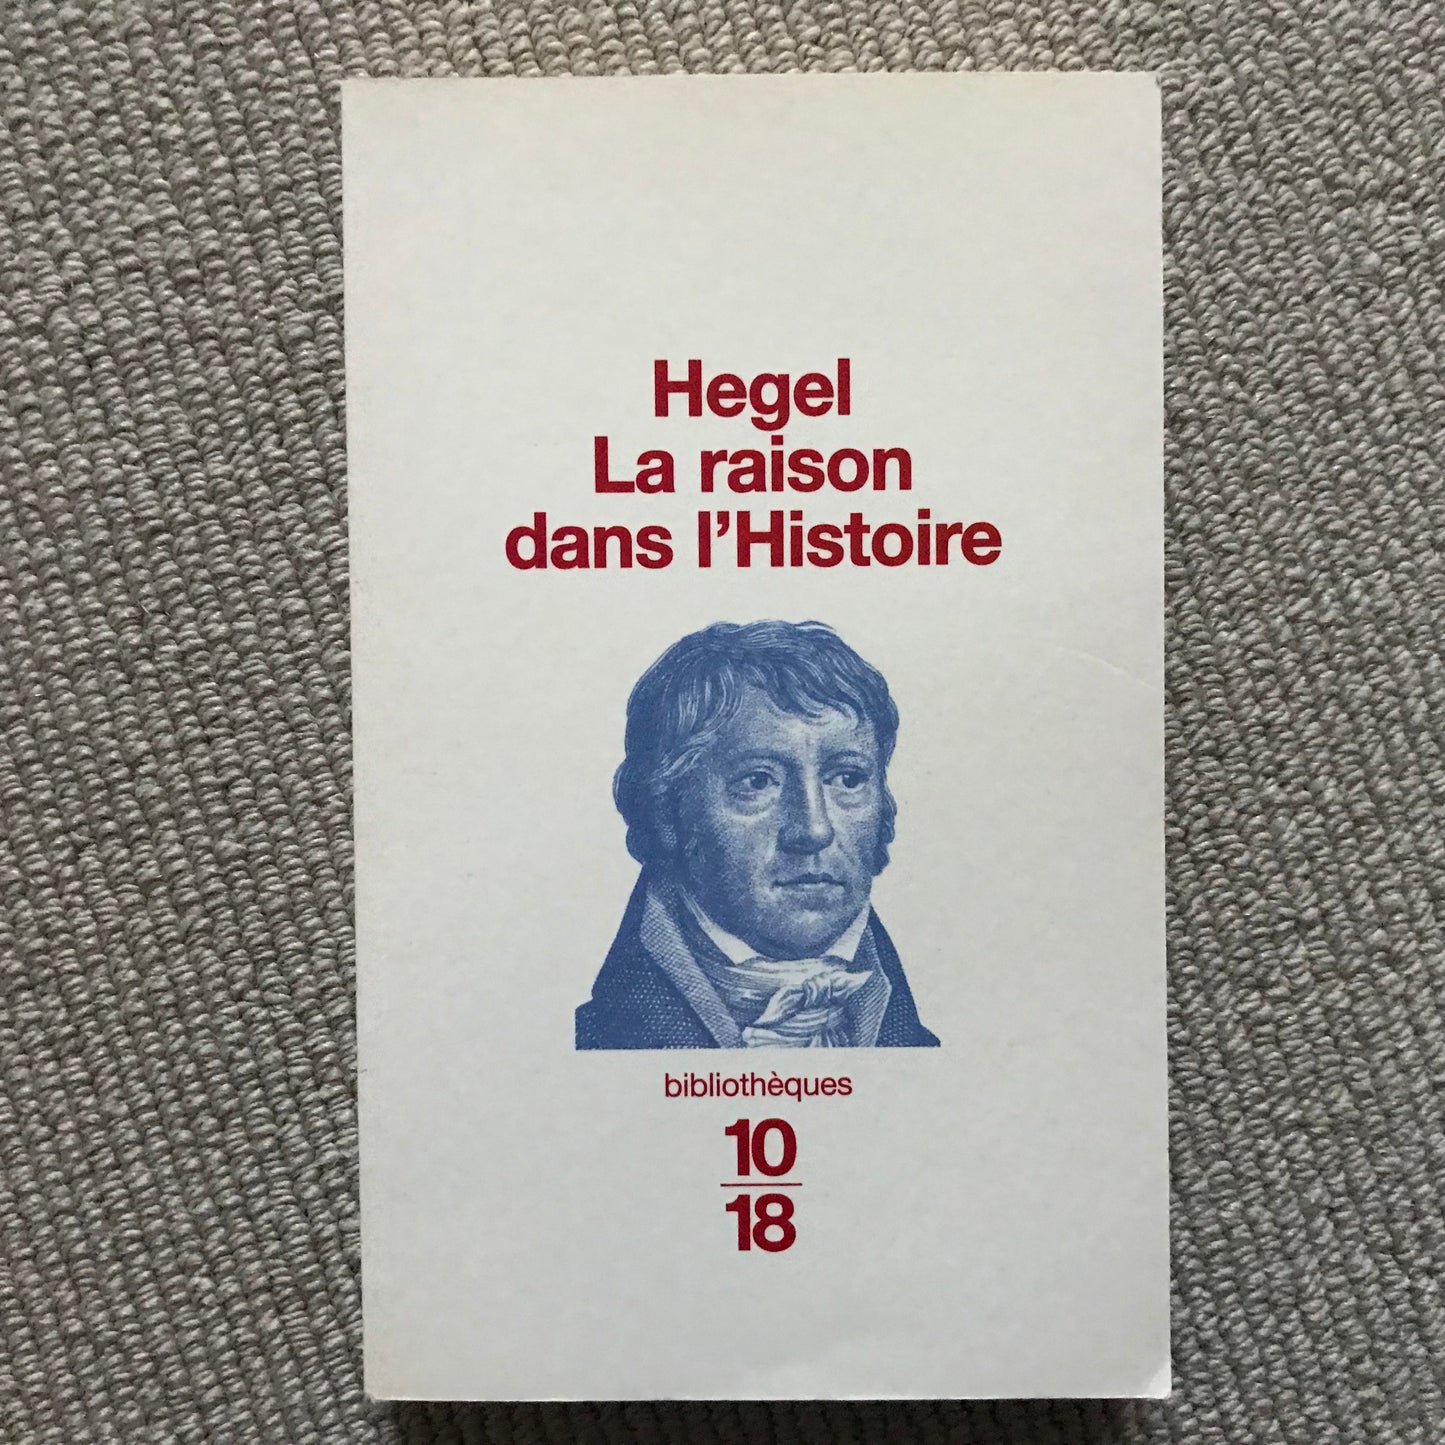 Hegel
La raison
dans l’Histoire
bibliothèques
10
18